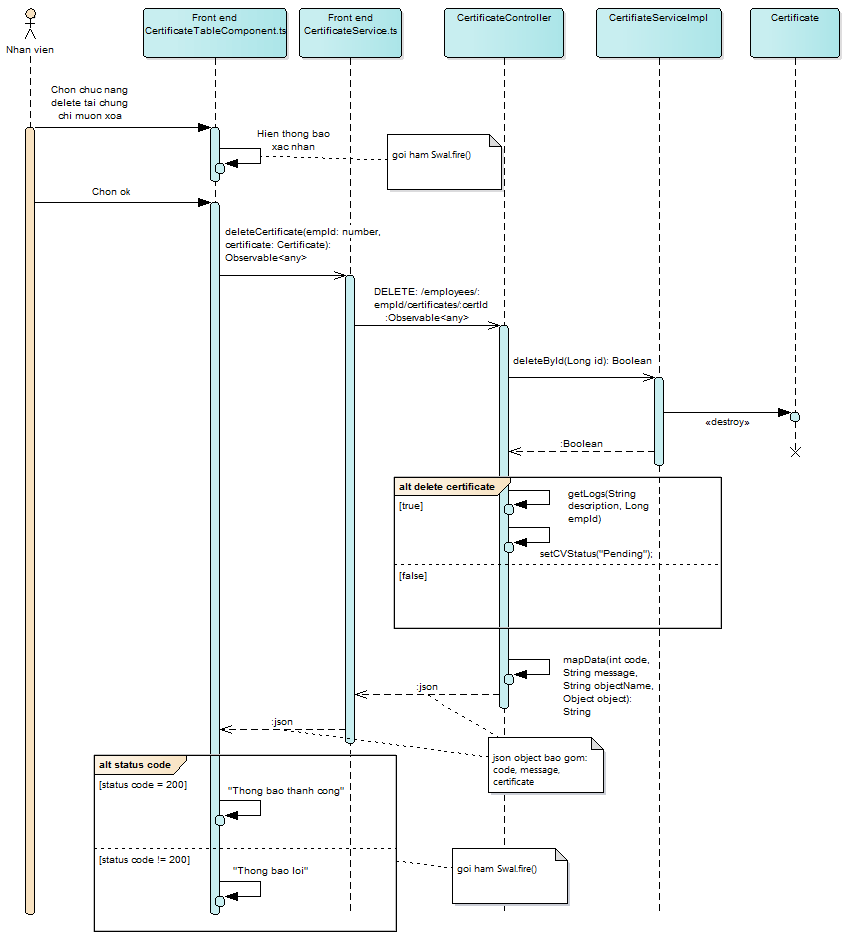 Front end
CertificateTableComponent.ts
Front end
CertificateService.ts
CertificateController
CertifiateServiceImpl
Certificate
Nhan vien
Chon chuc nang
delete tai chung
chi muon xoa
Hien thong bao
xac nhan
goi ham Swal.fire()
Chon ok
deleteCertificate(empId: number,
certificate: Certificate):
Observable<any>
DELETE: /employees/:
empId/certificates/:certId
:Observable<any>
deleteById(Long id): Boolean
«destroy»
:Boolean
alt delete certificate
[true]
getLogs(String
description, Long
empId)
setCVStatus("Pending");
[false]
mapData(int code,
String message,
String objectName,
Object object):
String
:json
:json
json object bao gom:
code, message,
certificate
alt status code
[status code = 200]
"Thong bao thanh cong"
[status code != 200]
"Thong bao loi"
goi ham Swal.fire()